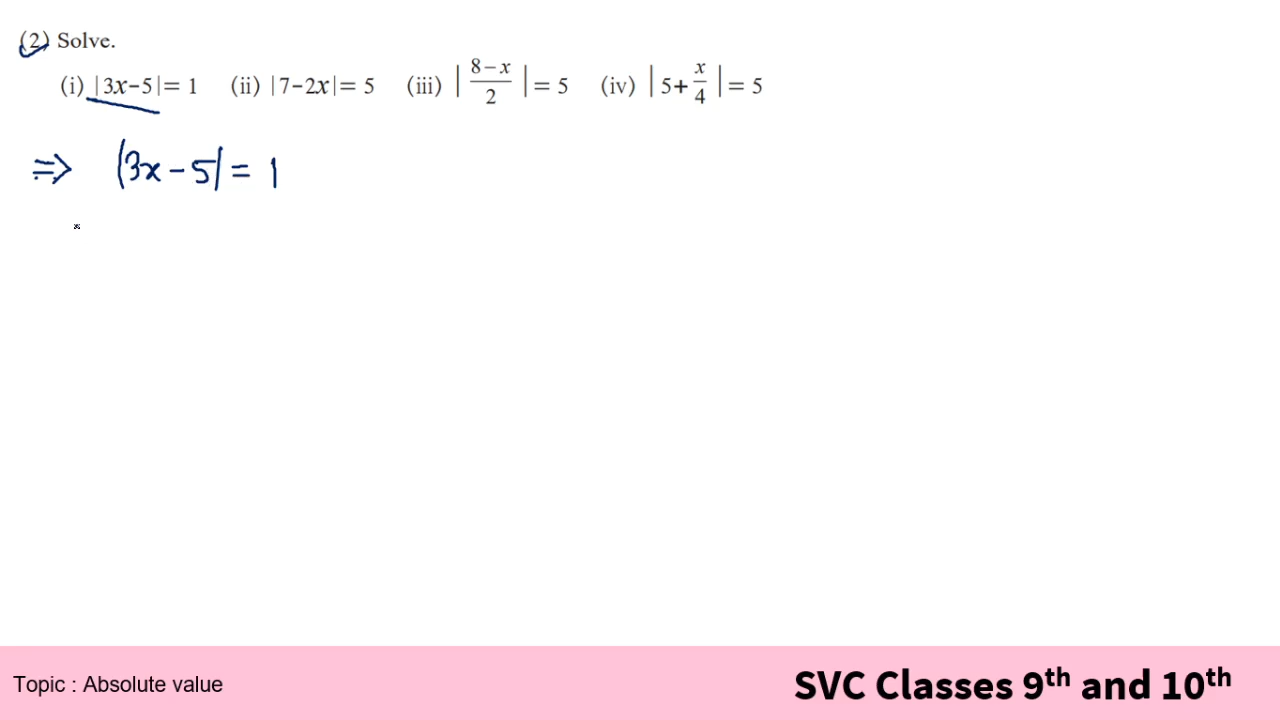 (2) Solve.
(i) |3x−5|= 1 (ii) |7−2x|= 5 (iii) | (8−x)/2 | = 5 (iv) | 5+ x/4 | = 5
⇒ |3x − 5| = 1
Topic : Absolute value
SVC Classes 9th and 10th